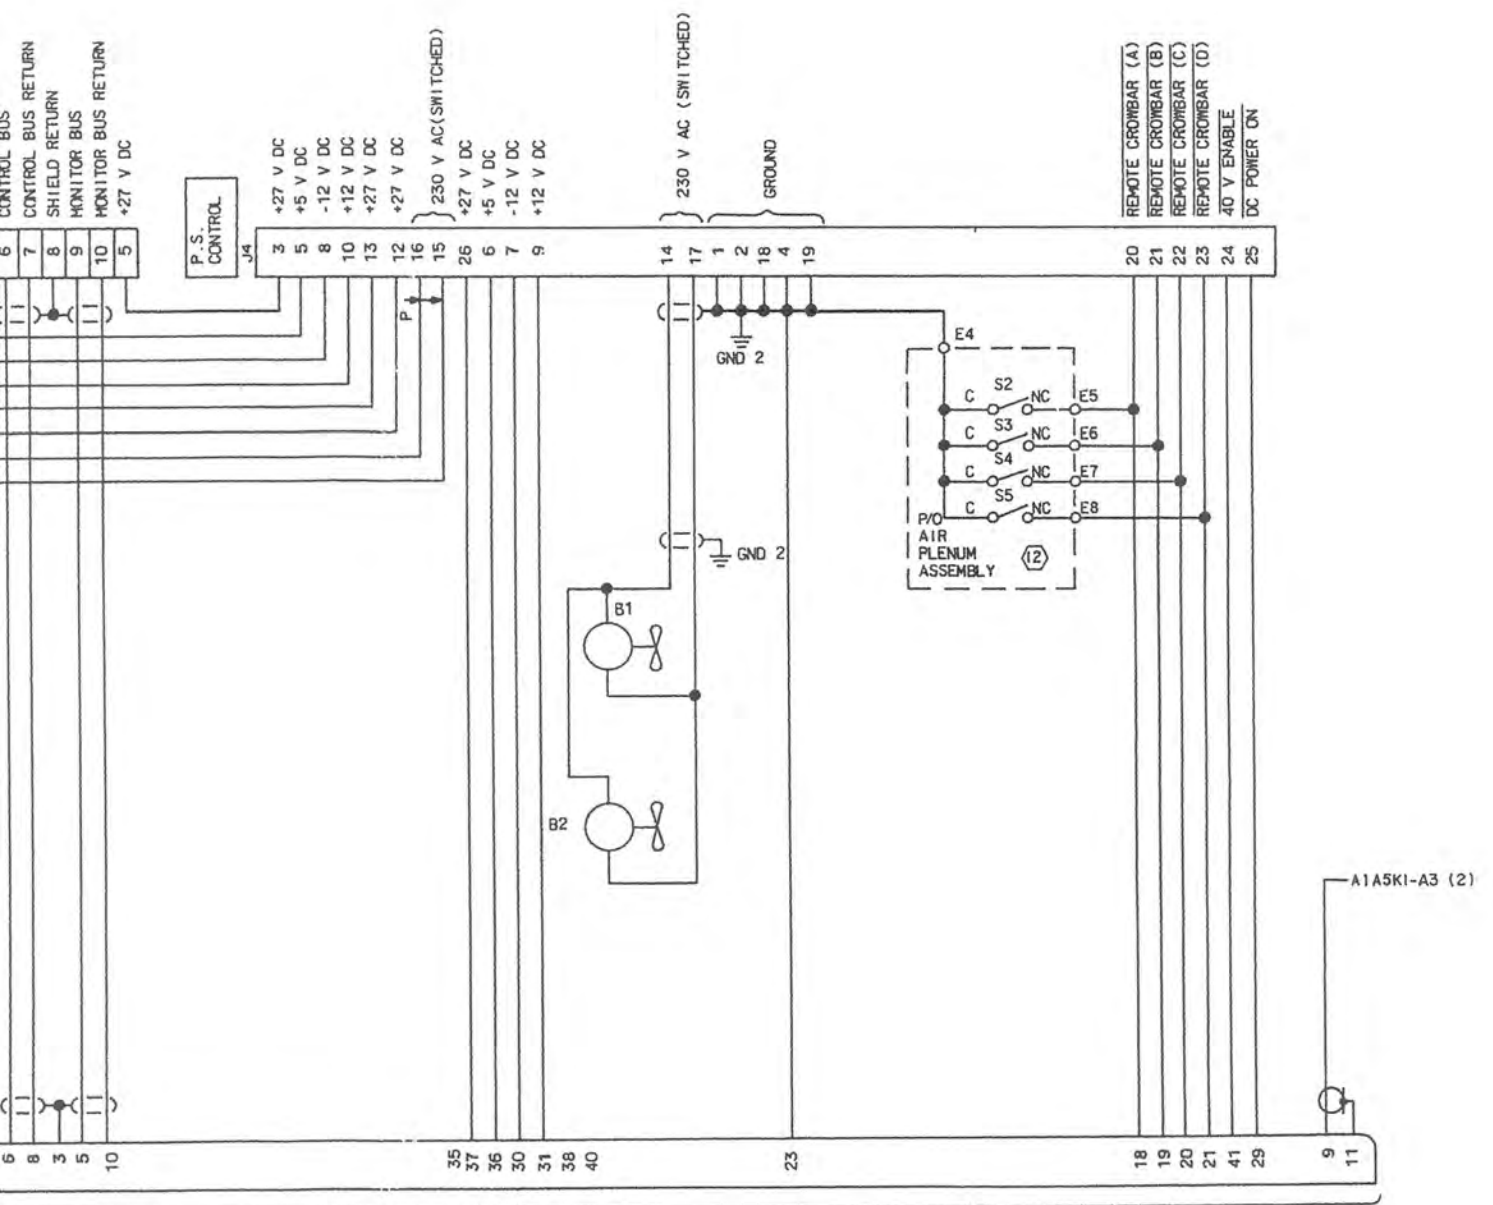 CONTROL BUS
CONTROL BUS RETURN
SHIELD RETURN
MONITOR BUS
MONITOR BUS RETURN
+27 V DC
6 7 8 9 10 5
P.S.
CONTROL
J4
+27 V DC
+5 V DC
-12 V DC
+12 V DC
+27 V DC
+27 V DC
230 V AC(SWITCHED)
+27 V DC
+5 V DC
-12 V DC
+12 V DC
230 V AC (SWITCHED)
GROUND
REMOTE CROWBAR (A)
REMOTE CROWBAR (B)
REMOTE CROWBAR (C)
REMOTE CROWBAR (D)
40 V ENABLE
DC POWER ON
3 5 8 10 13 12 16 15 26 6 7 9 14 17 1 2 18 4 19 20 21 22 23 24 25
P
GND 2
E4
S2
C NC E5
S3
C NC E6
S4
C NC E7
S5
C NC E8
P/O
AIR
PLENUM
ASSEMBLY
12
GND 2
B1
B2
A1A5K1-A3 (2)
6 8 3 5 10 35 37 36 30 31 38 40 23 18 19 20 21 41 29 9 11